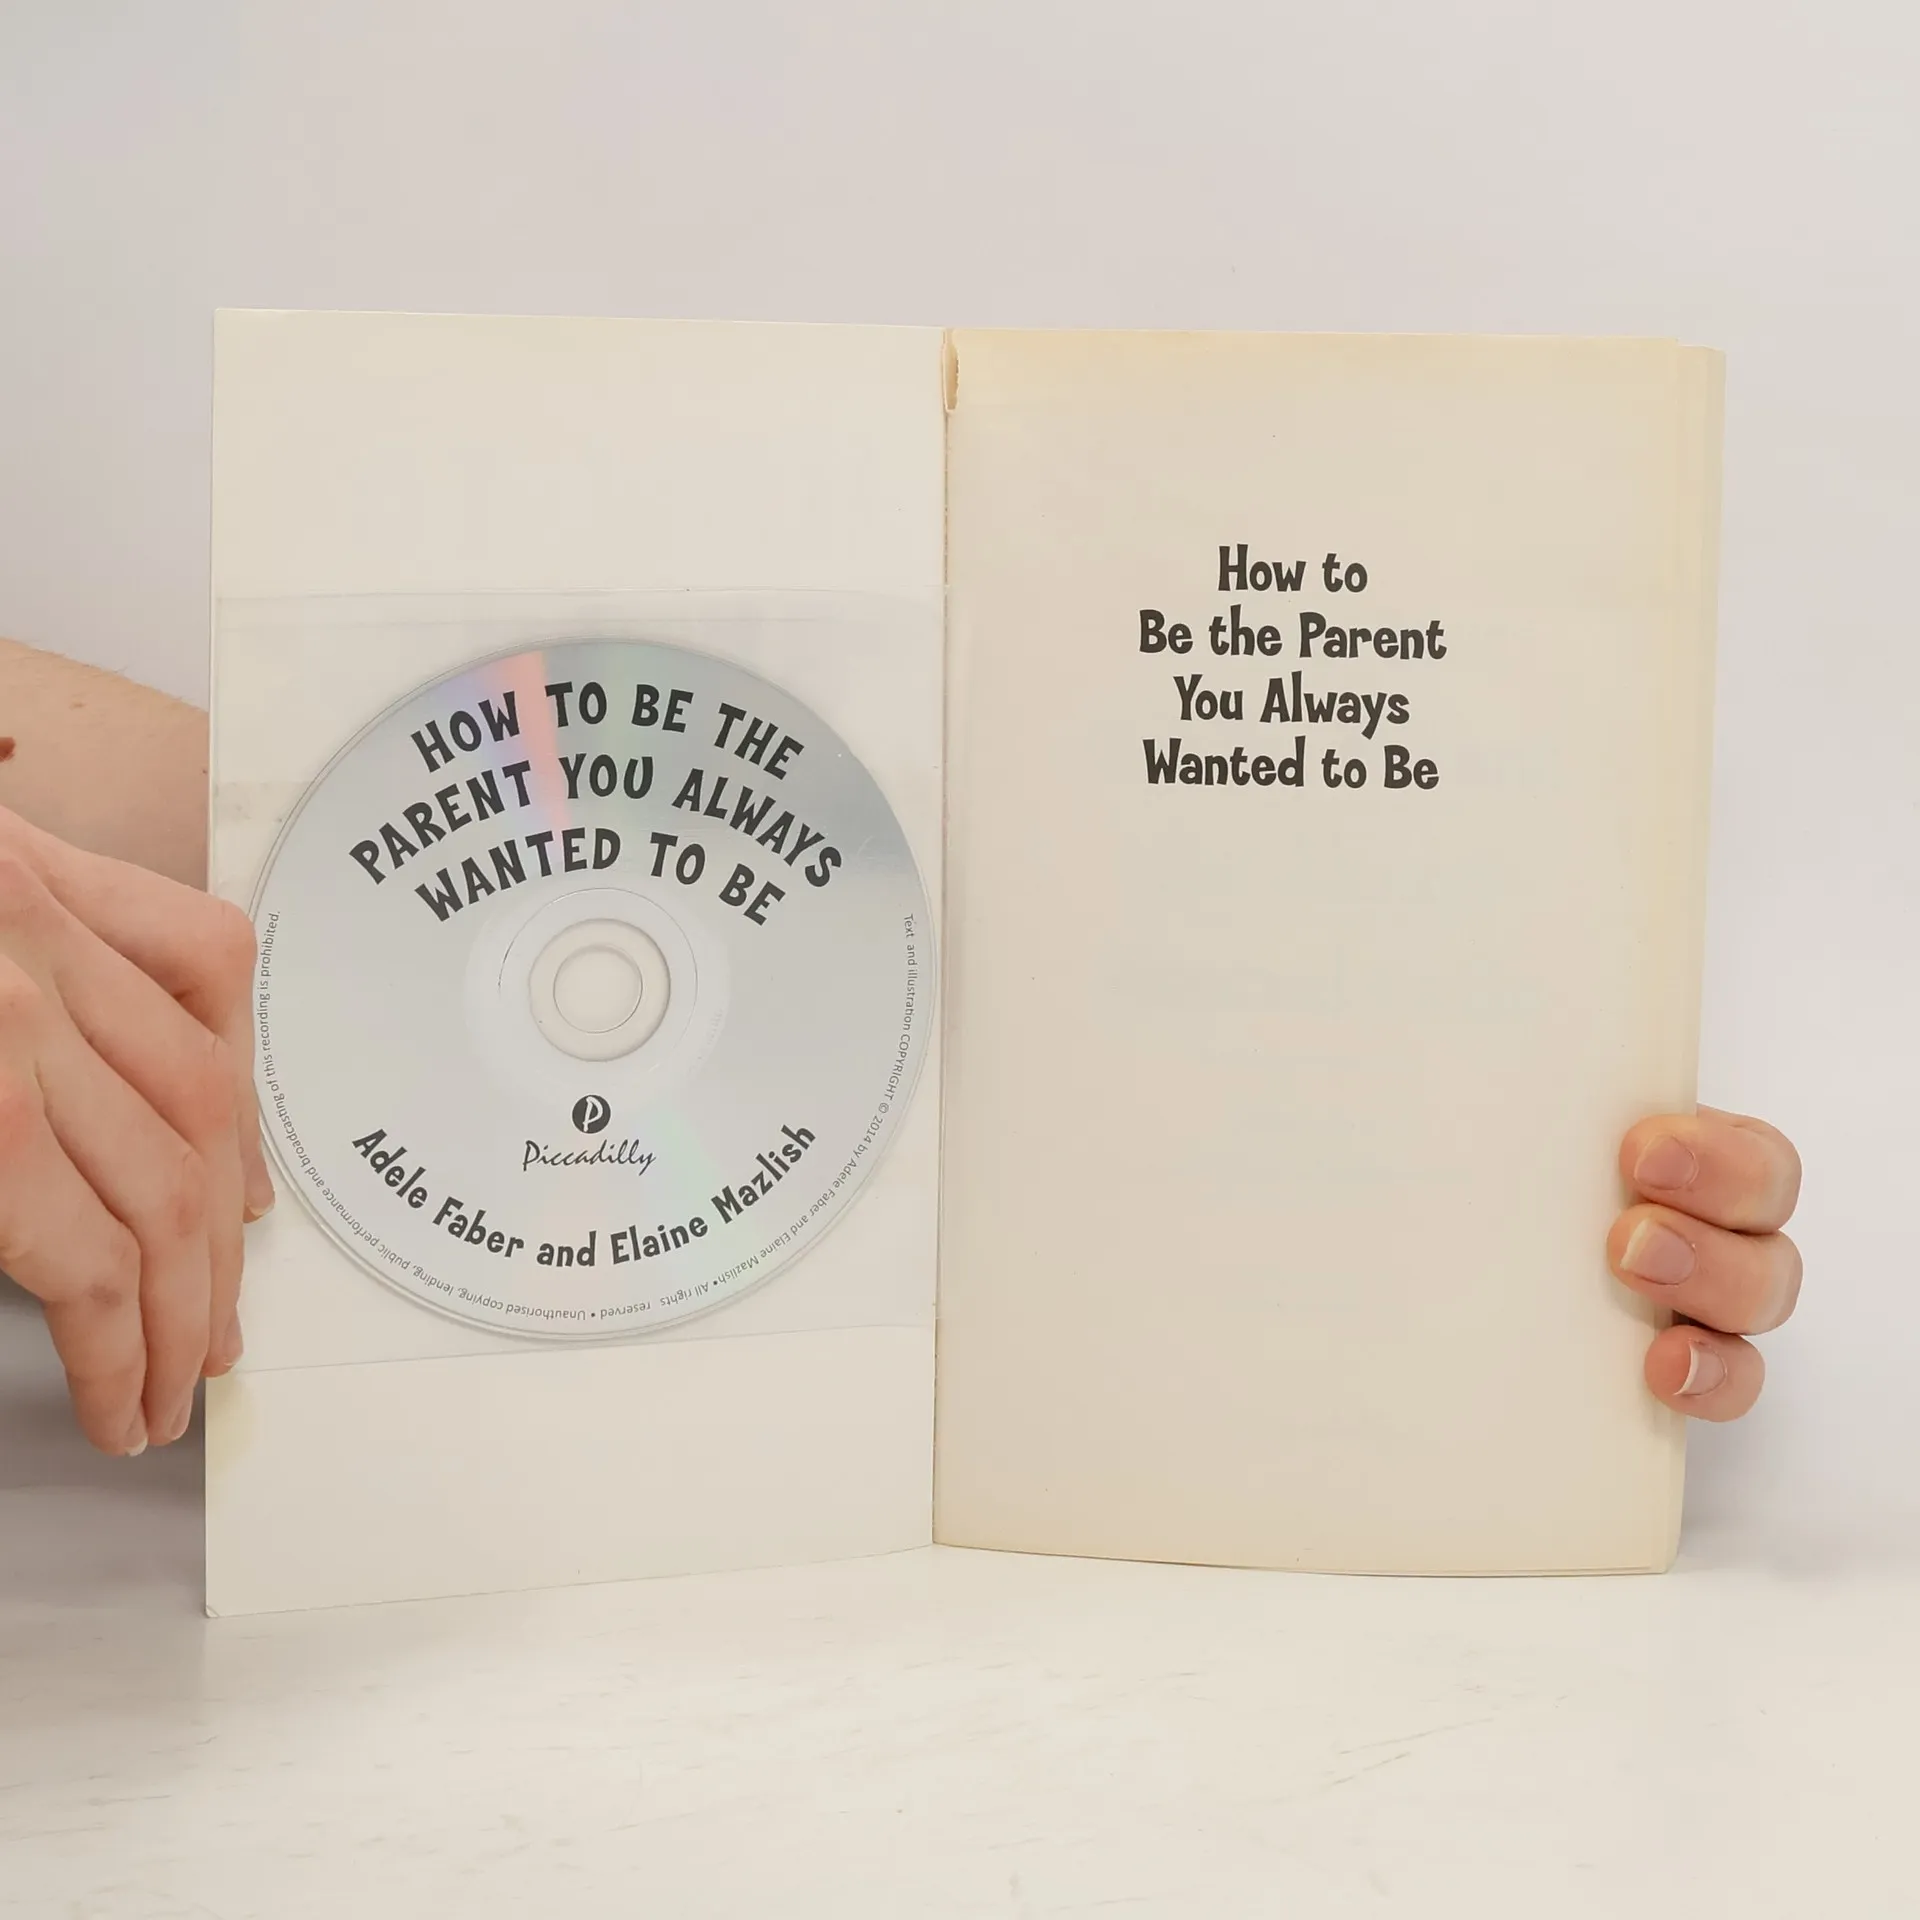 HOW TO BE THE
PARENT YOU ALWAYS
WANTED TO BE
P
Piccadilly
Adele Faber and Elaine Mazlish
Text and illustration COPYRIGHT © 2014 by Adele Faber and Elaine Mazlish • All rights reserved • Unauthorised copying, lending, public performance and broadcasting of this recording is prohibited.
How to
Be the Parent
You Always
Wanted to Be